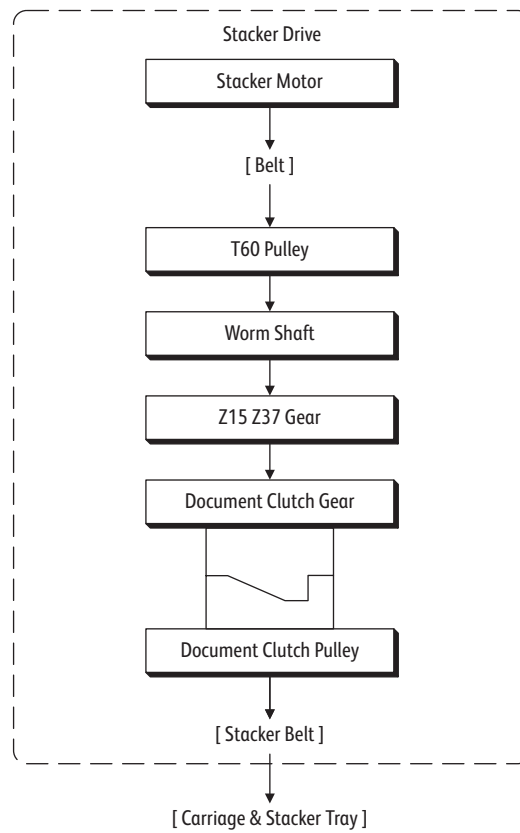 Stacker Drive
Stacker Motor
[ Belt ]
T60 Pulley
Worm Shaft
Z15 Z37 Gear
Document Clutch Gear
Document Clutch Pulley
[ Stacker Belt ]
[ Carriage & Stacker Tray ]